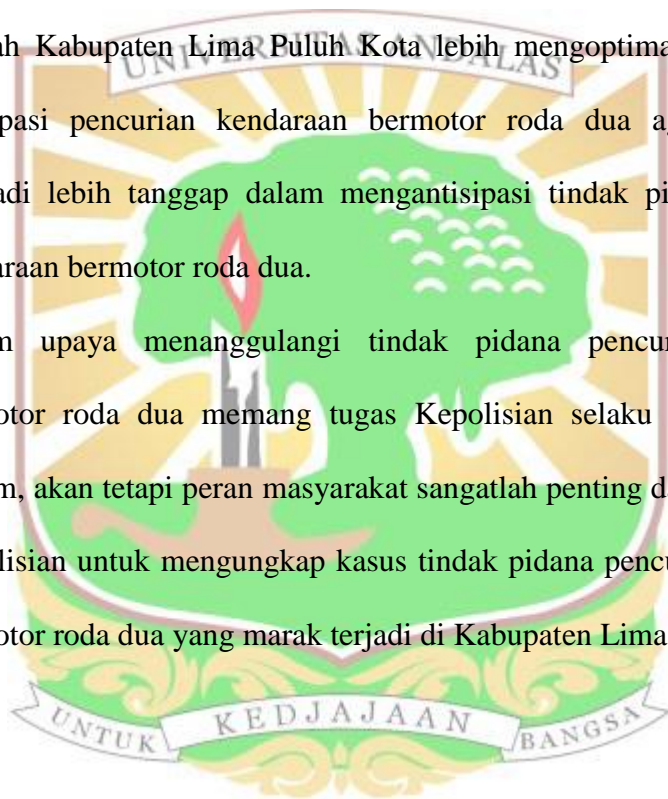 ah Kabupaten Lima Puluh Kota lebih mengoptima
UNIVERSITAS ANDALAS
pasi pencurian kendaraan bermotor roda dua a
adi lebih tanggap dalam mengantisipasi tindak pi
araan bermotor roda dua.
m upaya menanggulangi tindak pidana pencur
otor roda dua memang tugas Kepolisian selaku
m, akan tetapi peran masyarakat sangatlah penting d
lisian untuk mengungkap kasus tindak pidana pencu
otor roda dua yang marak terjadi di Kabupaten Lima
UNTUK KEDJAJAAN BANGSA